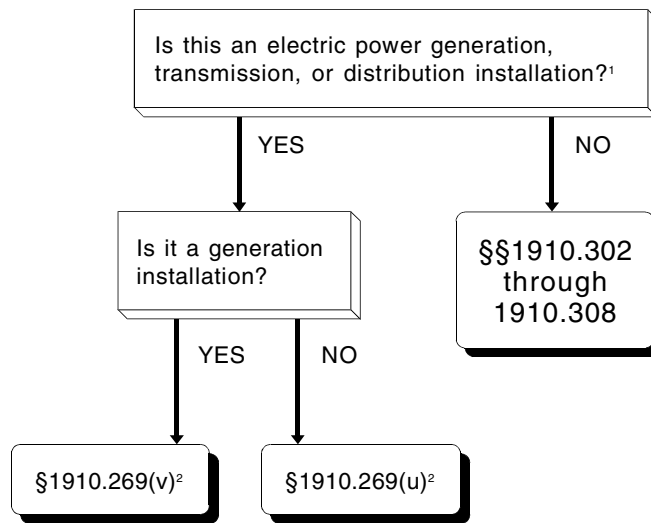 Is this an electric power generation,
transmission, or distribution installation?¹
YES
NO
Is it a generation
installation?
§§1910.302
through
1910.308
YES
NO
§1910.269(v)²
§1910.269(u)²